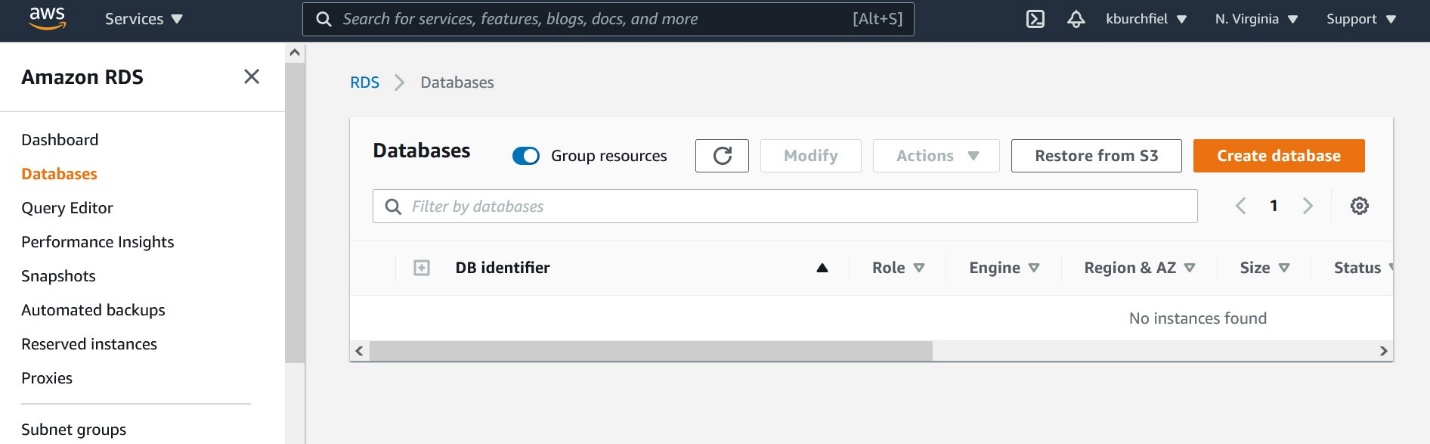 aws Services Search for services, features, blogs, docs, and more [Alt+S] kburchfiel N. Virginia Support
Amazon RDS
Dashboard
Databases
Query Editor
Performance Insights
Snapshots
Automated backups
Reserved instances
Proxies
Subnet groups
RDS Databases
Databases Group resources Modify Actions Restore from S3 Create database
Filter by databases 1
DB identifier Role Engine Region & AZ Size Status
No instances found